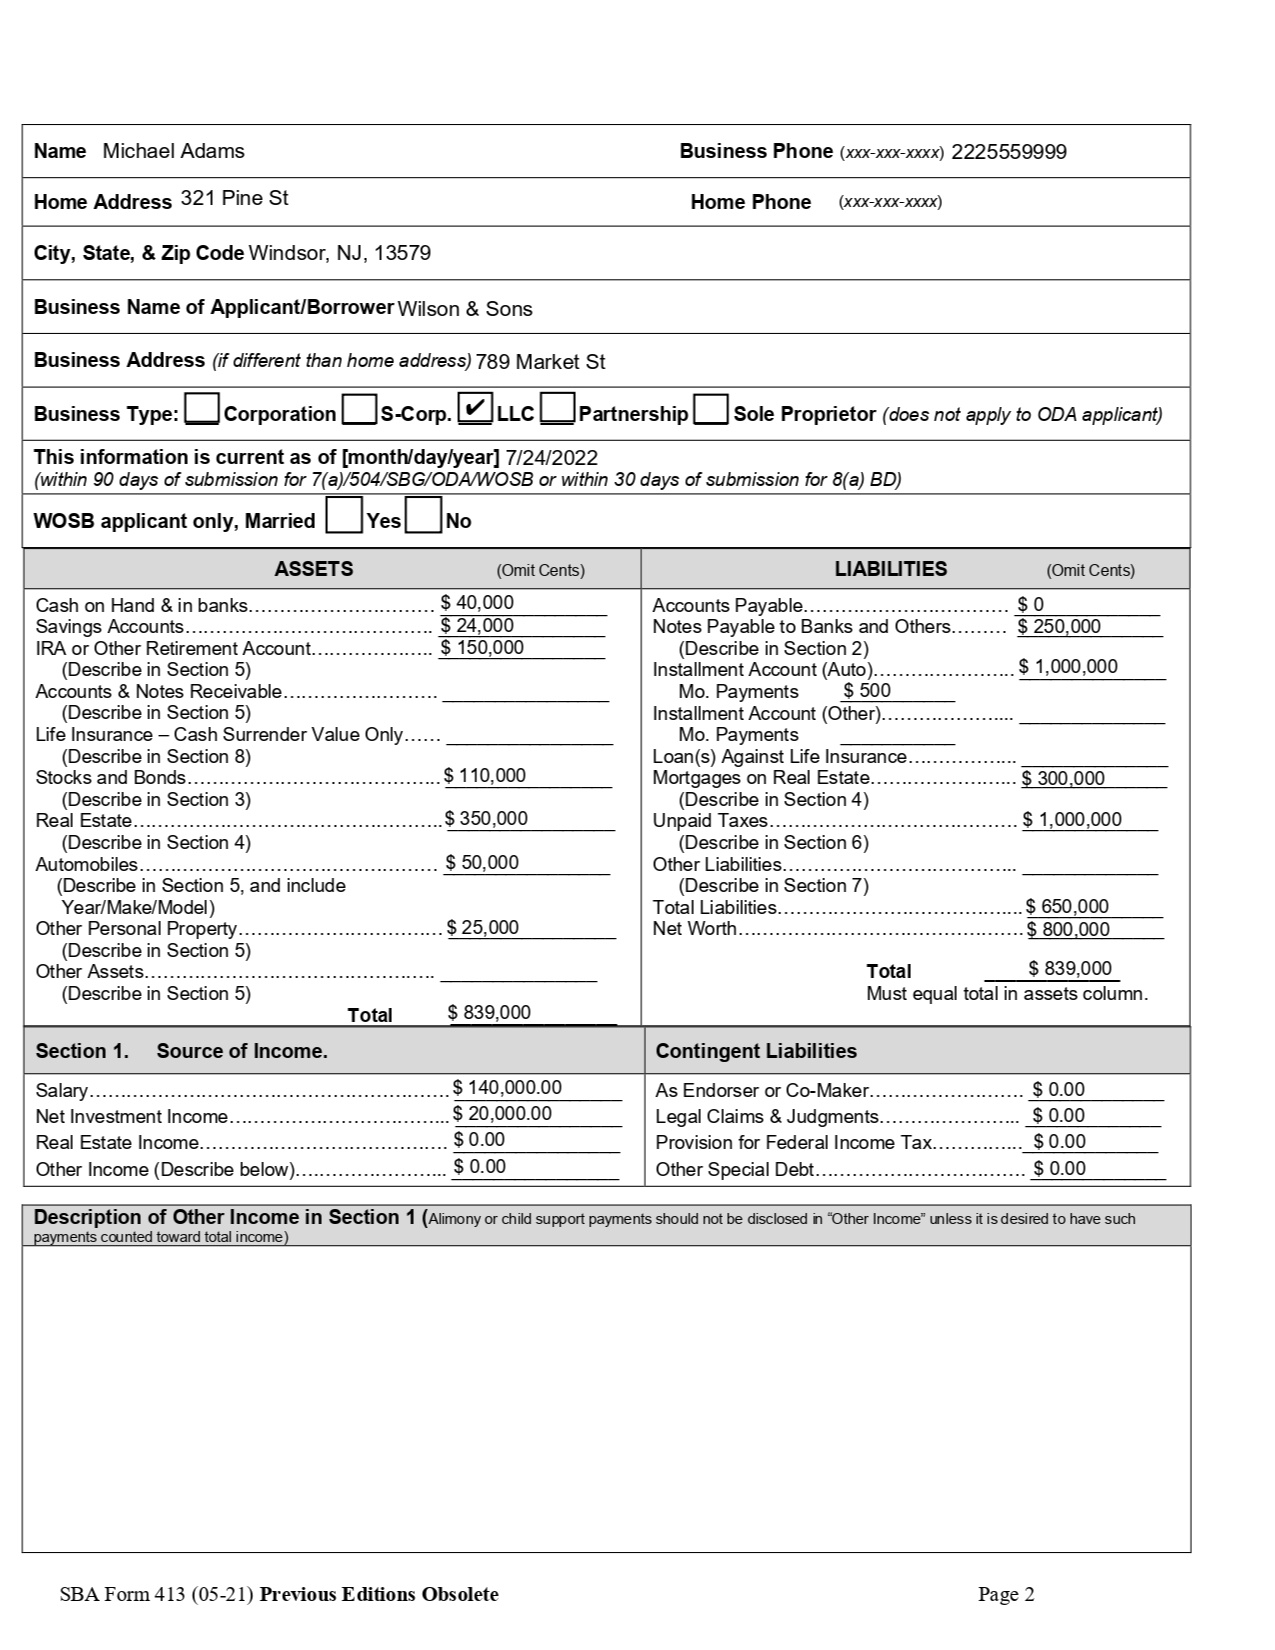 Name Michael Adams Business Phone (xxx-xxx-xxxx) 2225559999
Home Address 321 Pine St Home Phone (xxx-xxx-xxxx)
City, State, & Zip Code Windsor, NJ, 13579
Business Name of Applicant/Borrower Wilson & Sons
Business Address (if different than home address) 789 Market St
Business Type: Corporation S-Corp. ✔ LLC Partnership Sole Proprietor (does not apply to ODA applicant)
This information is current as of [month/day/year] 7/24/2022
(within 90 days of submission for 7(a)/504/SBG/ODA/WOSB or within 30 days of submission for 8(a) BD)
WOSB applicant only, Married Yes No
ASSETS (Omit Cents)
Cash on Hand & in banks………………………… $ 40,000
Savings Accounts…………………………………. $ 24,000
IRA or Other Retirement Account……………….. $ 150,000
(Describe in Section 5)
Accounts & Notes Receivable…………………….
(Describe in Section 5)
Life Insurance – Cash Surrender Value Only……
(Describe in Section 8)
Stocks and Bonds…………………………………. $ 110,000
(Describe in Section 3)
Real Estate…………………………………………. $ 350,000
(Describe in Section 4)
Automobiles………………………………………… $ 50,000
(Describe in Section 5, and include
Year/Make/Model)
Other Personal Property…………………………… $ 25,000
(Describe in Section 5)
Other Assets………………………………………..
(Describe in Section 5)
Total $ 839,000
LIABILITIES (Omit Cents)
Accounts Payable…………………………… $ 0
Notes Payable to Banks and Others……… $ 250,000
(Describe in Section 2)
Installment Account (Auto)………………….. $ 1,000,000
Mo. Payments $ 500
Installment Account (Other)………………….
Mo. Payments
Loan(s) Against Life Insurance……………...
Mortgages on Real Estate………………….. $ 300,000
(Describe in Section 4)
Unpaid Taxes………………………………… $ 1,000,000
(Describe in Section 6)
Other Liabilities………………………………..
(Describe in Section 7)
Total Liabilities………………………………... $ 650,000
Net Worth……………………………………… $ 800,000
Total $ 839,000
Must equal total in assets column.
Section 1. Source of Income.
Salary…………………………………………………. $ 140,000.00
Net Investment Income……………………………... $ 20,000.00
Real Estate Income…………………………………. $ 0.00
Other Income (Describe below)…………………... $ 0.00
Contingent Liabilities
As Endorser or Co-Maker……………………. $ 0.00
Legal Claims & Judgments………………….. $ 0.00
Provision for Federal Income Tax………….. $ 0.00
Other Special Debt……………………………. $ 0.00
Description of Other Income in Section 1 (Alimony or child support payments should not be disclosed in “Other Income” unless it is desired to have such
payments counted toward total income)
SBA Form 413 (05-21) Previous Editions Obsolete Page 2